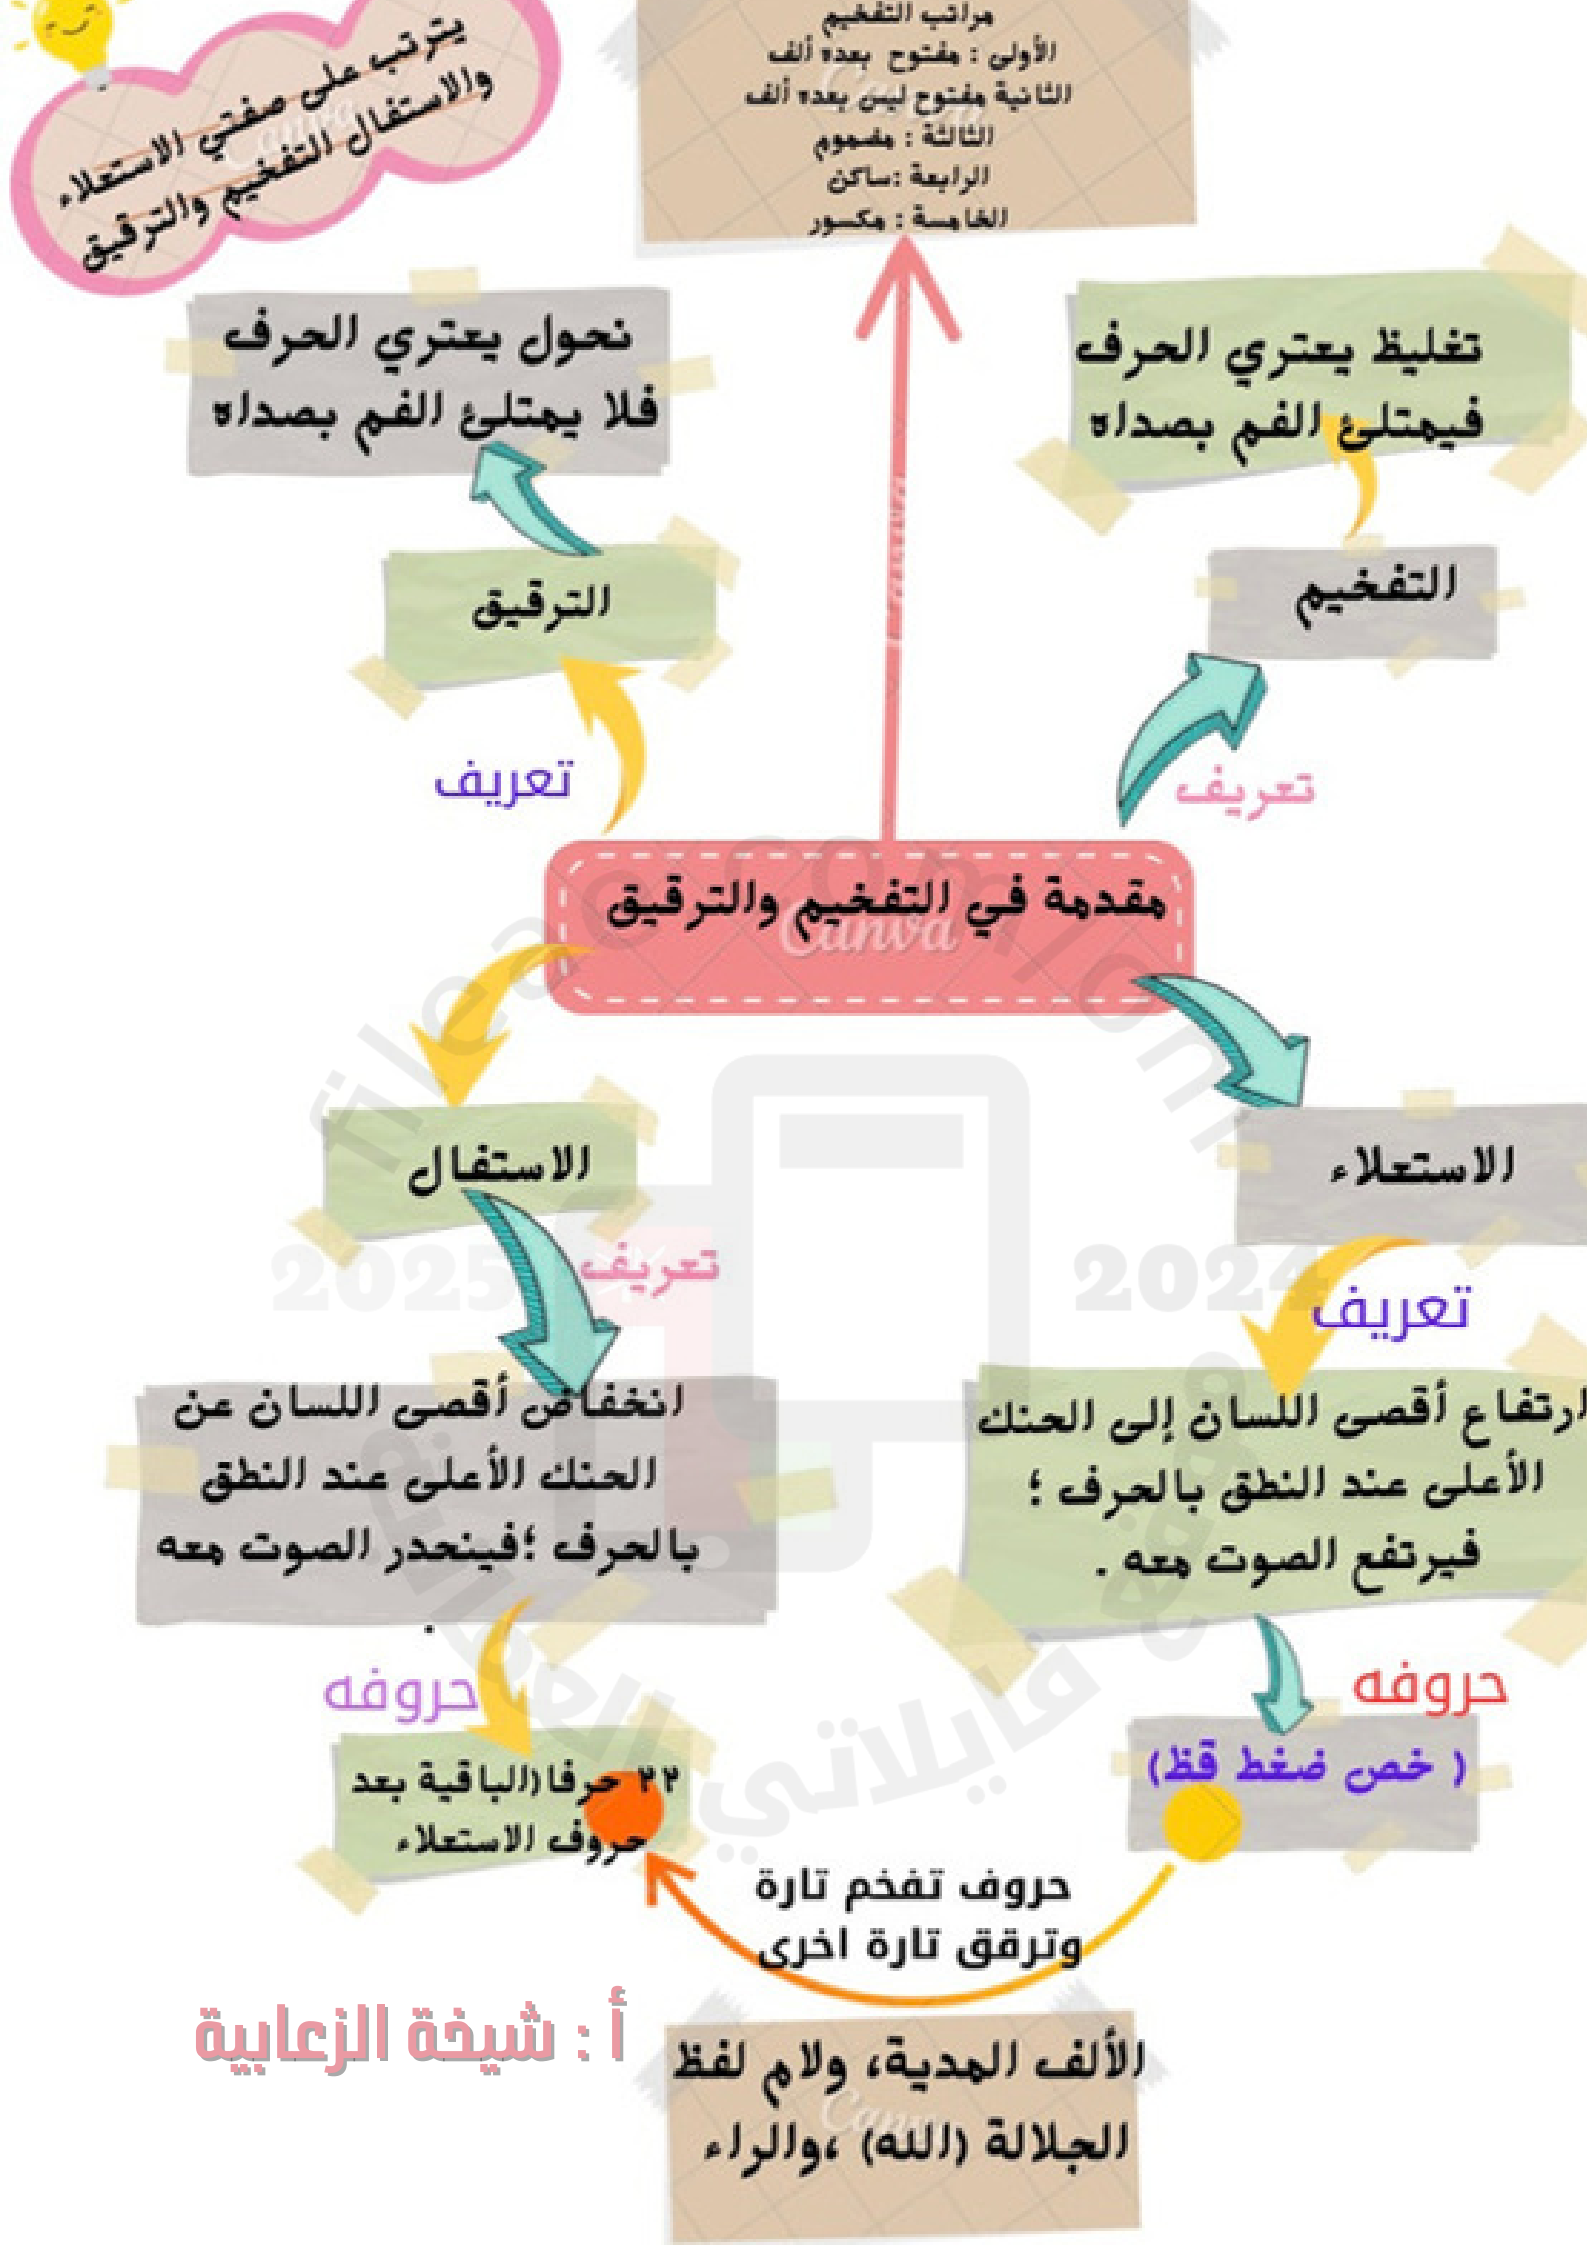 يترتب على صفتي الاستعلاء
والاستفال التفخيم والترقيق
مراتب التفخيم
الأولى : مفتوح بعده ألف
الثانية مفتوح ليس بعده ألف
الثالثة : مضموم
الرابعة :ساكن
الخامسة : مكسور
تغليظ يعتري الحرف
فيمتلئ الفم بصداه
نحول يعتري الحرف
فلا يمتلئ الفم بصداه
التفخيم
الترقيق
تعريف
تعريف
مقدمة في التفخيم والترقيق
Canva
الاستعلاء
الاستفال
تعريف
تعريف
2024
2025
ارتفاع أقصى اللسان إلى الحنك
الأعلى عند النطق بالحرف ؛
فيرتفع الصوت معه .
انخفاض أقصى اللسان عن
الحنك الأعلى عند النطق
بالحرف ؛فينحدر الصوت معه
.
حروفه
حروفه
( خص ضغط قظ)
٢٢ حرفا(الباقية بعد
حروف الاستعلاء
حروف تفخم تارة
وترقق تارة اخرى
أ : شيخة الزعابية
الألف المدية، ولام لفظ
الجلالة (الله) ،والراء